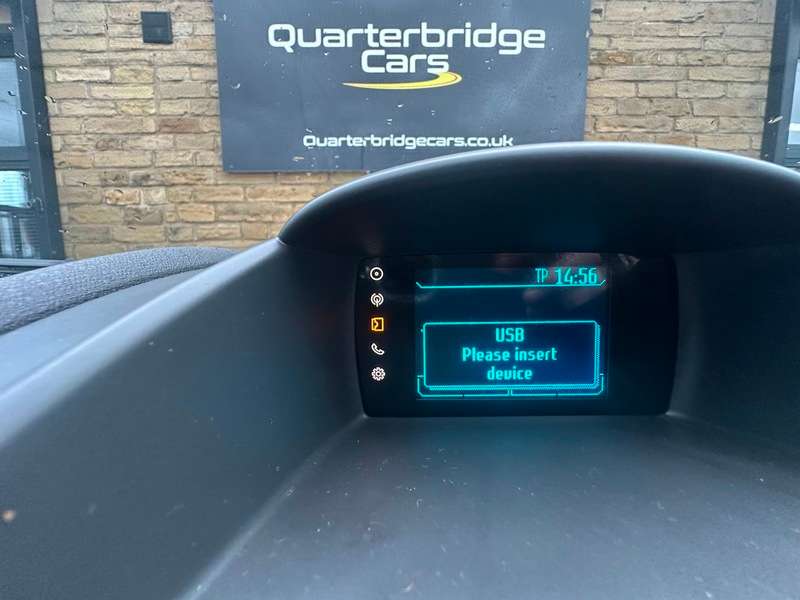 Quarterbridge
Cars
Quarterbridgecars.co.uk
TP 14:56
USB
Please insert
device